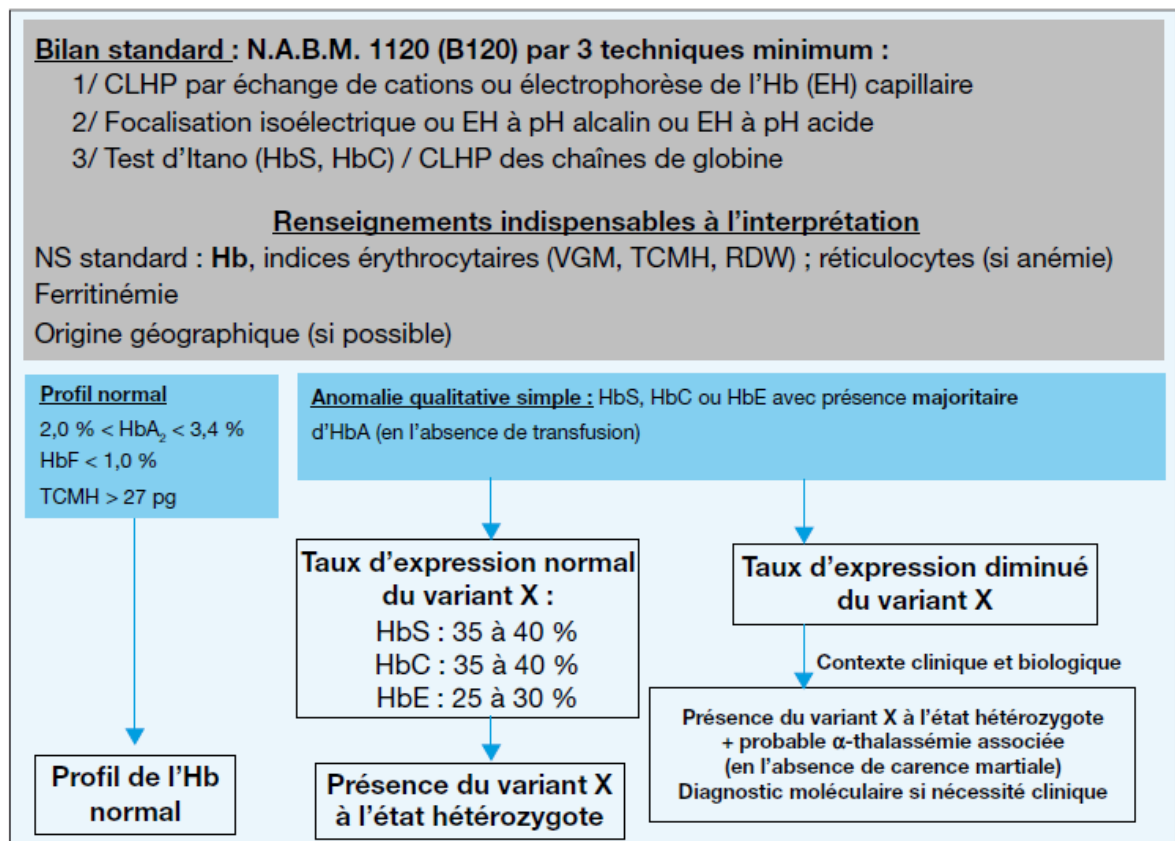 Bilan standard : N.A.B.M. 1120 (B120) par 3 techniques minimum :
1/ CLHP par échange de cations ou électrophorèse de l'Hb (EH) capillaire
2/ Focalisation isoélectrique ou EH à pH alcalin ou EH à pH acide
3/ Test d'Itano (HbS, HbC) / CLHP des chaînes de globine
Renseignements indispensables à l'interprétation
NS standard : Hb, indices érythrocytaires (VGM, TCMH, RDW) ; réticulocytes (si anémie)
Ferritinémie
Origine géographique (si possible)
Profil normal
2,0 % < HbA₂ < 3,4 %
HbF < 1,0 %
TCMH > 27 pg
Anomalie qualitative simple : HbS, HbC ou HbE avec présence majoritaire
d'HbA (en l'absence de transfusion)
Taux d'expression normal
du variant X :
HbS : 35 à 40 %
HbC : 35 à 40 %
HbE : 25 à 30 %
Taux d'expression diminué
du variant X
Contexte clinique et biologique
Profil de l'Hb
normal
Présence du variant X
à l'état hétérozygote
Présence du variant X à l'état hétérozygote
+ probable α-thalassémie associée
(en l'absence de carence martiale)
Diagnostic moléculaire si nécessité clinique